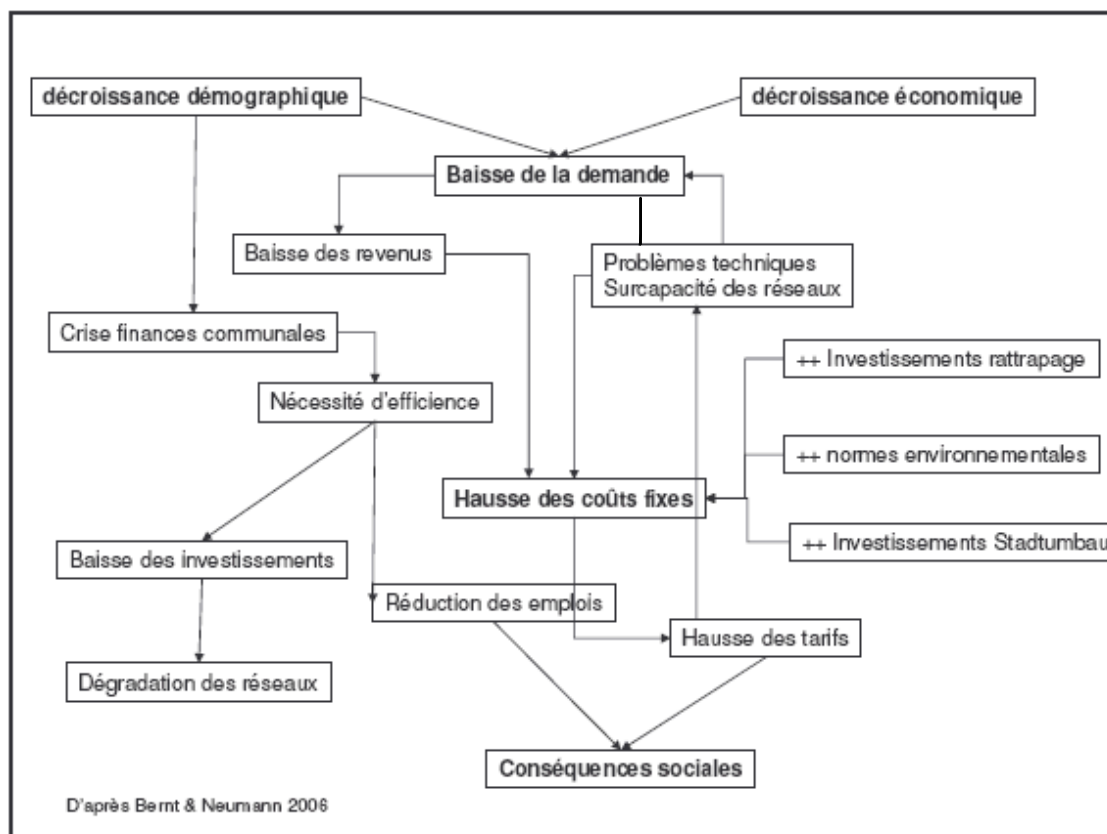 décroissance démographique
décroissance économique
Baisse de la demande
Baisse des revenus
Problèmes techniques
Surcapacité des réseaux
Crise finances communales
++ Investissements rattrapage
Nécessité d'efficience
++ normes environnementales
Hausse des coûts fixes
++ Investissements Stadtumbau
Baisse des investissements
Réduction des emplois
Hausse des tarifs
Dégradation des réseaux
Conséquences sociales
D'après Bernt & Neumann 2006